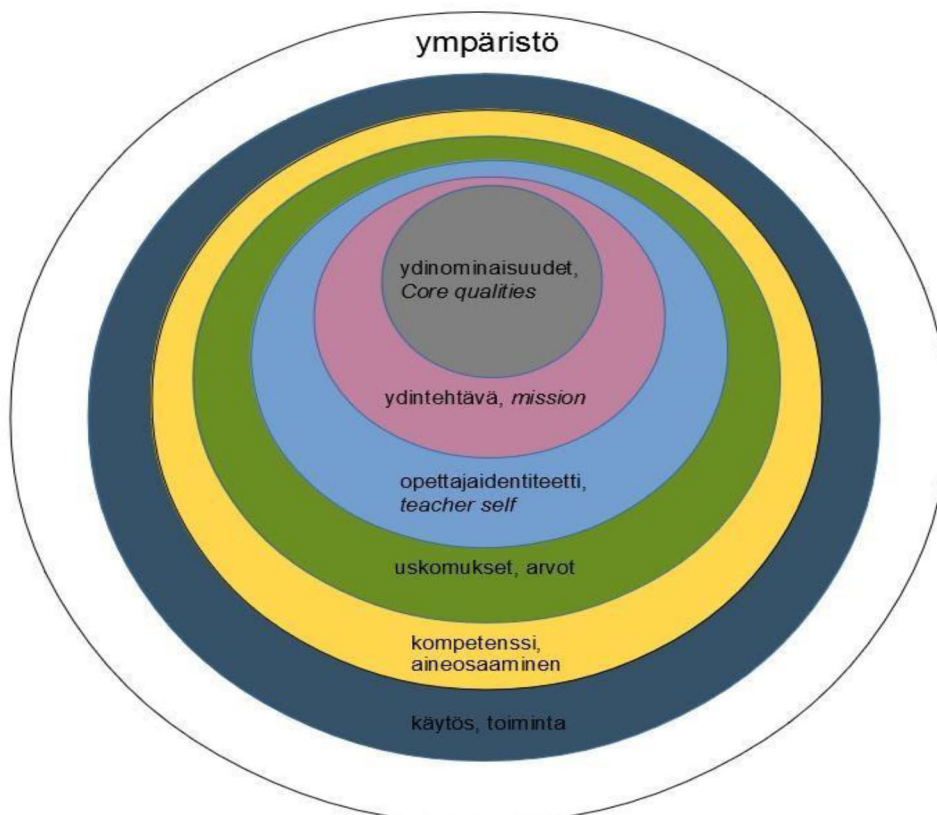 ympäristö
ydinominaisuudet,
Core qualities
ydintehtävä, mission
opettajaidentiteetti,
teacher self
uskomukset, arvot
kompetenssi,
aineosaaminen
käytös, toiminta